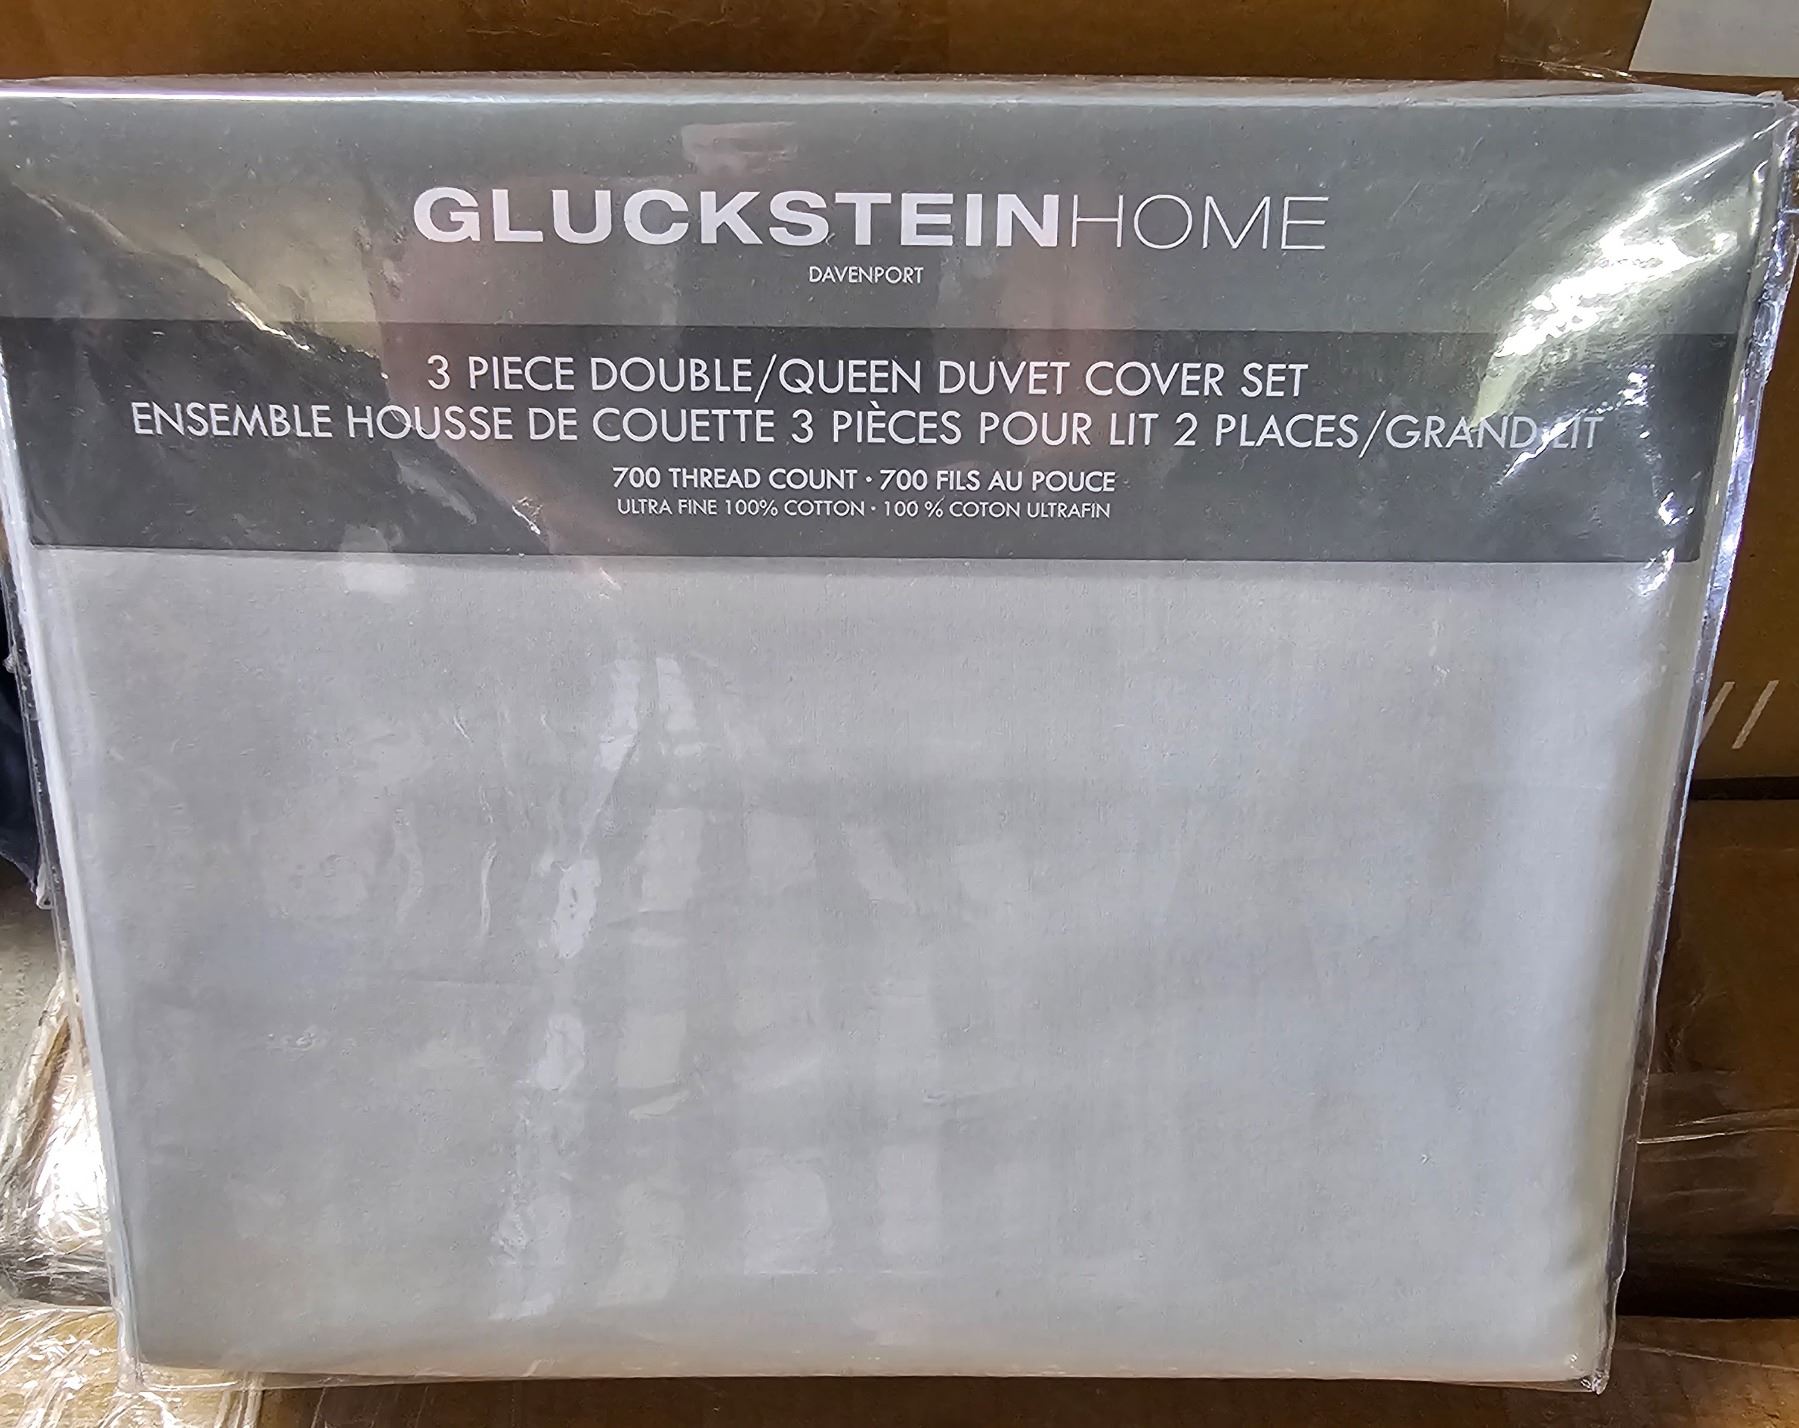 GLUCKSTEINHOME
DAVENPORT
3 PIECE DOUBLE/QUEEN DUVET COVER SET
ENSEMBLE HOUSSE DE COUETTE 3 PIÈCES POUR LIT 2 PLACES/GRAND LIT
700 THREAD COUNT • 700 FILS AU POUCE
ULTRA FINE 100% COTTON • 100 % COTON ULTRAFIN